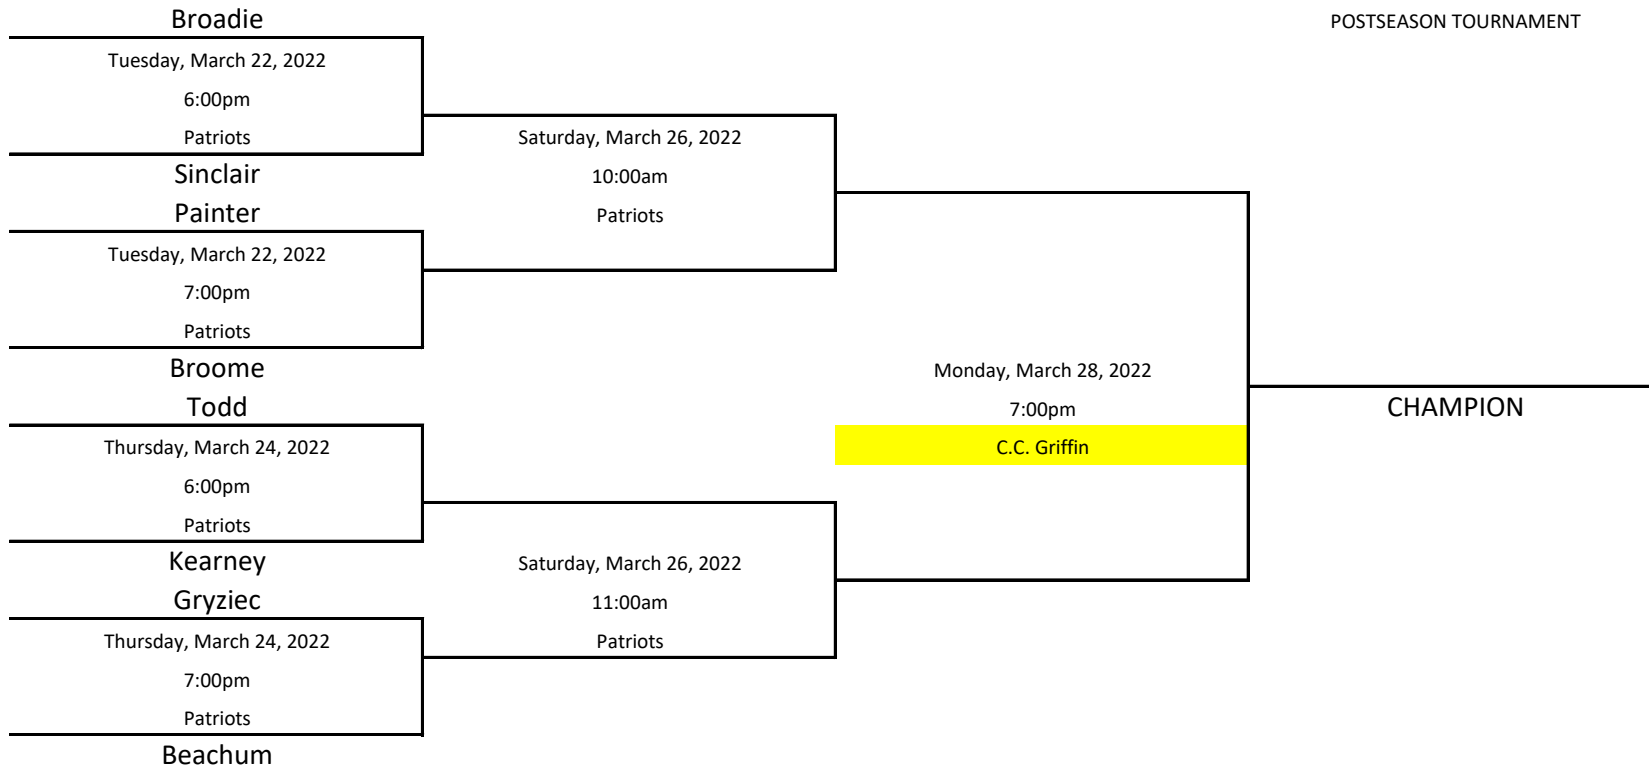 Broadie
POSTSEASON TOURNAMENT
Tuesday, March 22, 2022
6:00pm
Patriots
Sinclair
Painter
Tuesday, March 22, 2022
7:00pm
Patriots
Broome
Todd
Thursday, March 24, 2022
6:00pm
Patriots
Kearney
Gryziec
Thursday, March 24, 2022
7:00pm
Patriots
Beachum
Saturday, March 26, 2022
10:00am
Patriots
Saturday, March 26, 2022
11:00am
Patriots
Monday, March 28, 2022
7:00pm
C.C. Griffin
CHAMPION